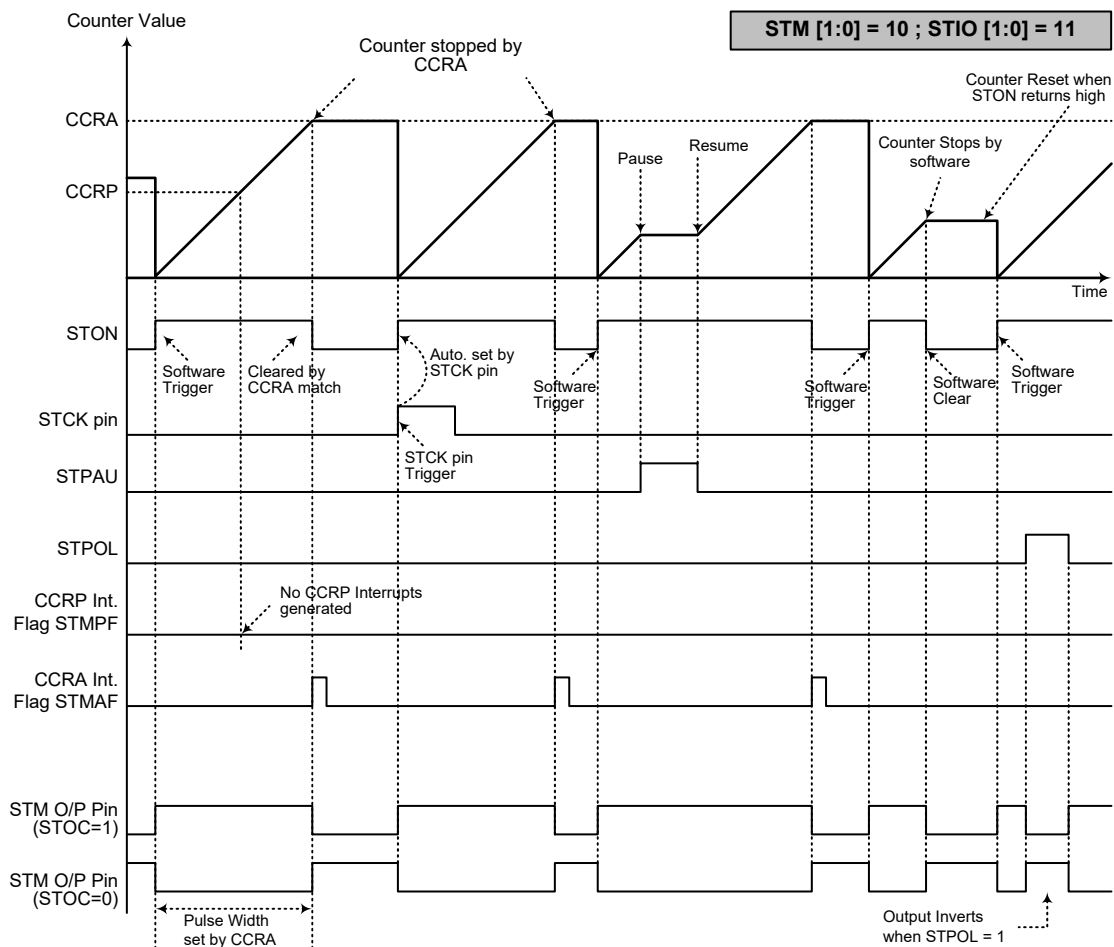 Counter Value
STM [1:0] = 10 ; STIO [1:0] = 11
Counter stopped by
CCRA
Counter Reset when
STON returns high
CCRA
Pause
Resume
Counter Stops by
software
CCRP
Time
STON
Software
Trigger
Cleared by
CCRA match
Auto. set by
STCK pin
Software
Trigger
Software
Trigger
Software
Clear
Software
Trigger
STCK pin
STCK pin
Trigger
STPAU
STPOL
No CCRP Interrupts
generated
CCRP Int.
Flag STMPF
CCRA Int.
Flag STMAF
STM O/P Pin
(STOC=1)
STM O/P Pin
(STOC=0)
Pulse Width
set by CCRA
Output Inverts
when STPOL = 1